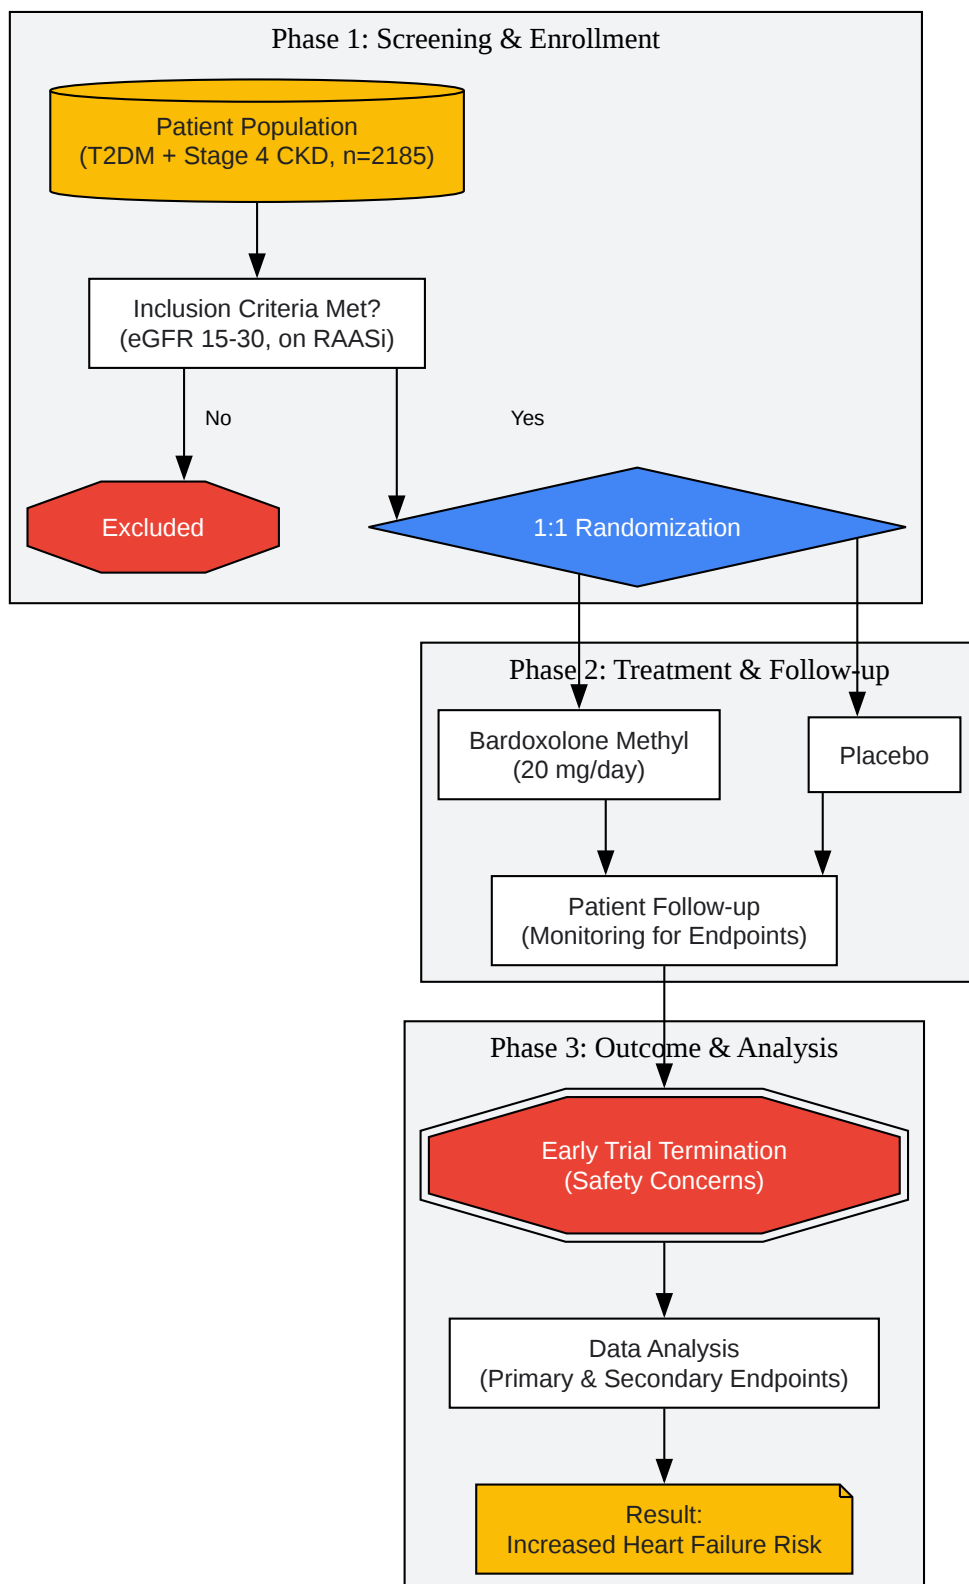 Phase 1: Screening & Enrollment
Patient Population
(T2DM + Stage 4 CKD, n=2185)
Inclusion Criteria Met?
(eGFR 15-30, on RAASi)
No
Yes
Excluded
1:1 Randomization
Phase 2: Treatment & Follow-up
Bardoxolone Methyl
(20 mg/day)
Placebo
Patient Follow-up
(Monitoring for Endpoints)
Phase 3: Outcome & Analysis
Early Trial Termination
(Safety Concerns)
Data Analysis
(Primary & Secondary Endpoints)
Result:
Increased Heart Failure Risk